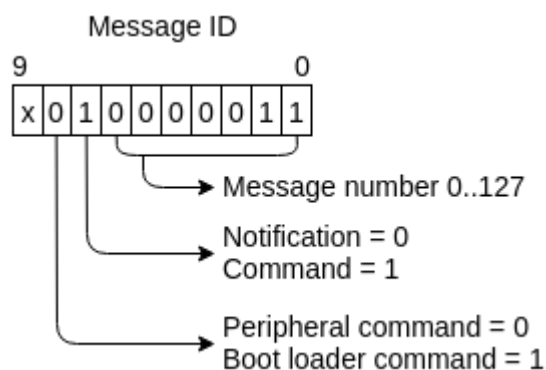 Message ID
9 0
x 0 1 0 0 0 0 0 1 1
Message number 0..127
Notification = 0
Command = 1
Peripheral command = 0
Boot loader command = 1